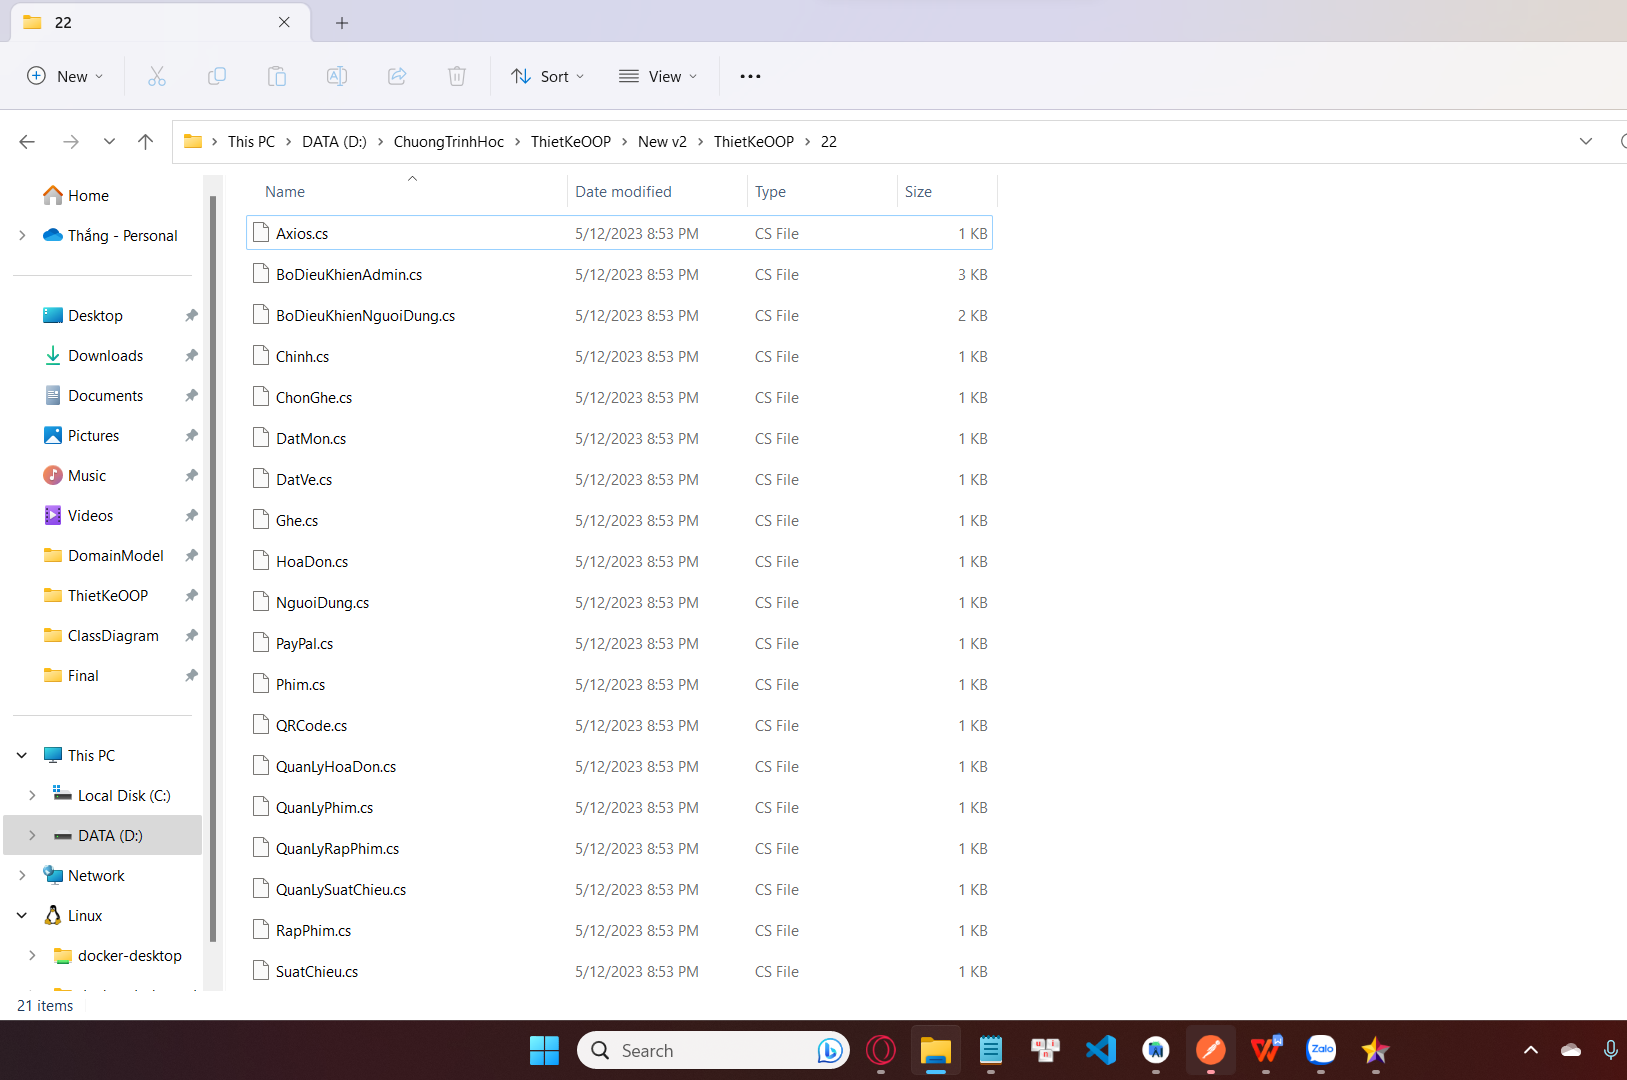 22
New
Sort
View
This PC
DATA (D:)
ChuongTrinhHoc
ThietKeOOP
New v2
ThietKeOOP
22
Home
Thắng - Personal
Desktop
Downloads
Documents
Pictures
Music
Videos
DomainModel
ThietKeOOP
ClassDiagram
Final
This PC
Local Disk (C:)
DATA (D:)
Network
Linux
docker-desktop
Name Date modified Type Size
Axios.cs 5/12/2023 8:53 PM CS File 1 KB
BoDieuKhienAdmin.cs 5/12/2023 8:53 PM CS File 3 KB
BoDieuKhienNguoiDung.cs 5/12/2023 8:53 PM CS File 2 KB
Chinh.cs 5/12/2023 8:53 PM CS File 1 KB
ChonGhe.cs 5/12/2023 8:53 PM CS File 1 KB
DatMon.cs 5/12/2023 8:53 PM CS File 1 KB
DatVe.cs 5/12/2023 8:53 PM CS File 1 KB
Ghe.cs 5/12/2023 8:53 PM CS File 1 KB
HoaDon.cs 5/12/2023 8:53 PM CS File 1 KB
NguoiDung.cs 5/12/2023 8:53 PM CS File 1 KB
PayPal.cs 5/12/2023 8:53 PM CS File 1 KB
Phim.cs 5/12/2023 8:53 PM CS File 1 KB
QRCode.cs 5/12/2023 8:53 PM CS File 1 KB
QuanLyHoaDon.cs 5/12/2023 8:53 PM CS File 1 KB
QuanLyPhim.cs 5/12/2023 8:53 PM CS File 1 KB
QuanLyRapPhim.cs 5/12/2023 8:53 PM CS File 1 KB
QuanLySuatChieu.cs 5/12/2023 8:53 PM CS File 1 KB
RapPhim.cs 5/12/2023 8:53 PM CS File 1 KB
SuatChieu.cs 5/12/2023 8:53 PM CS File 1 KB
21 items
Search
Zalo